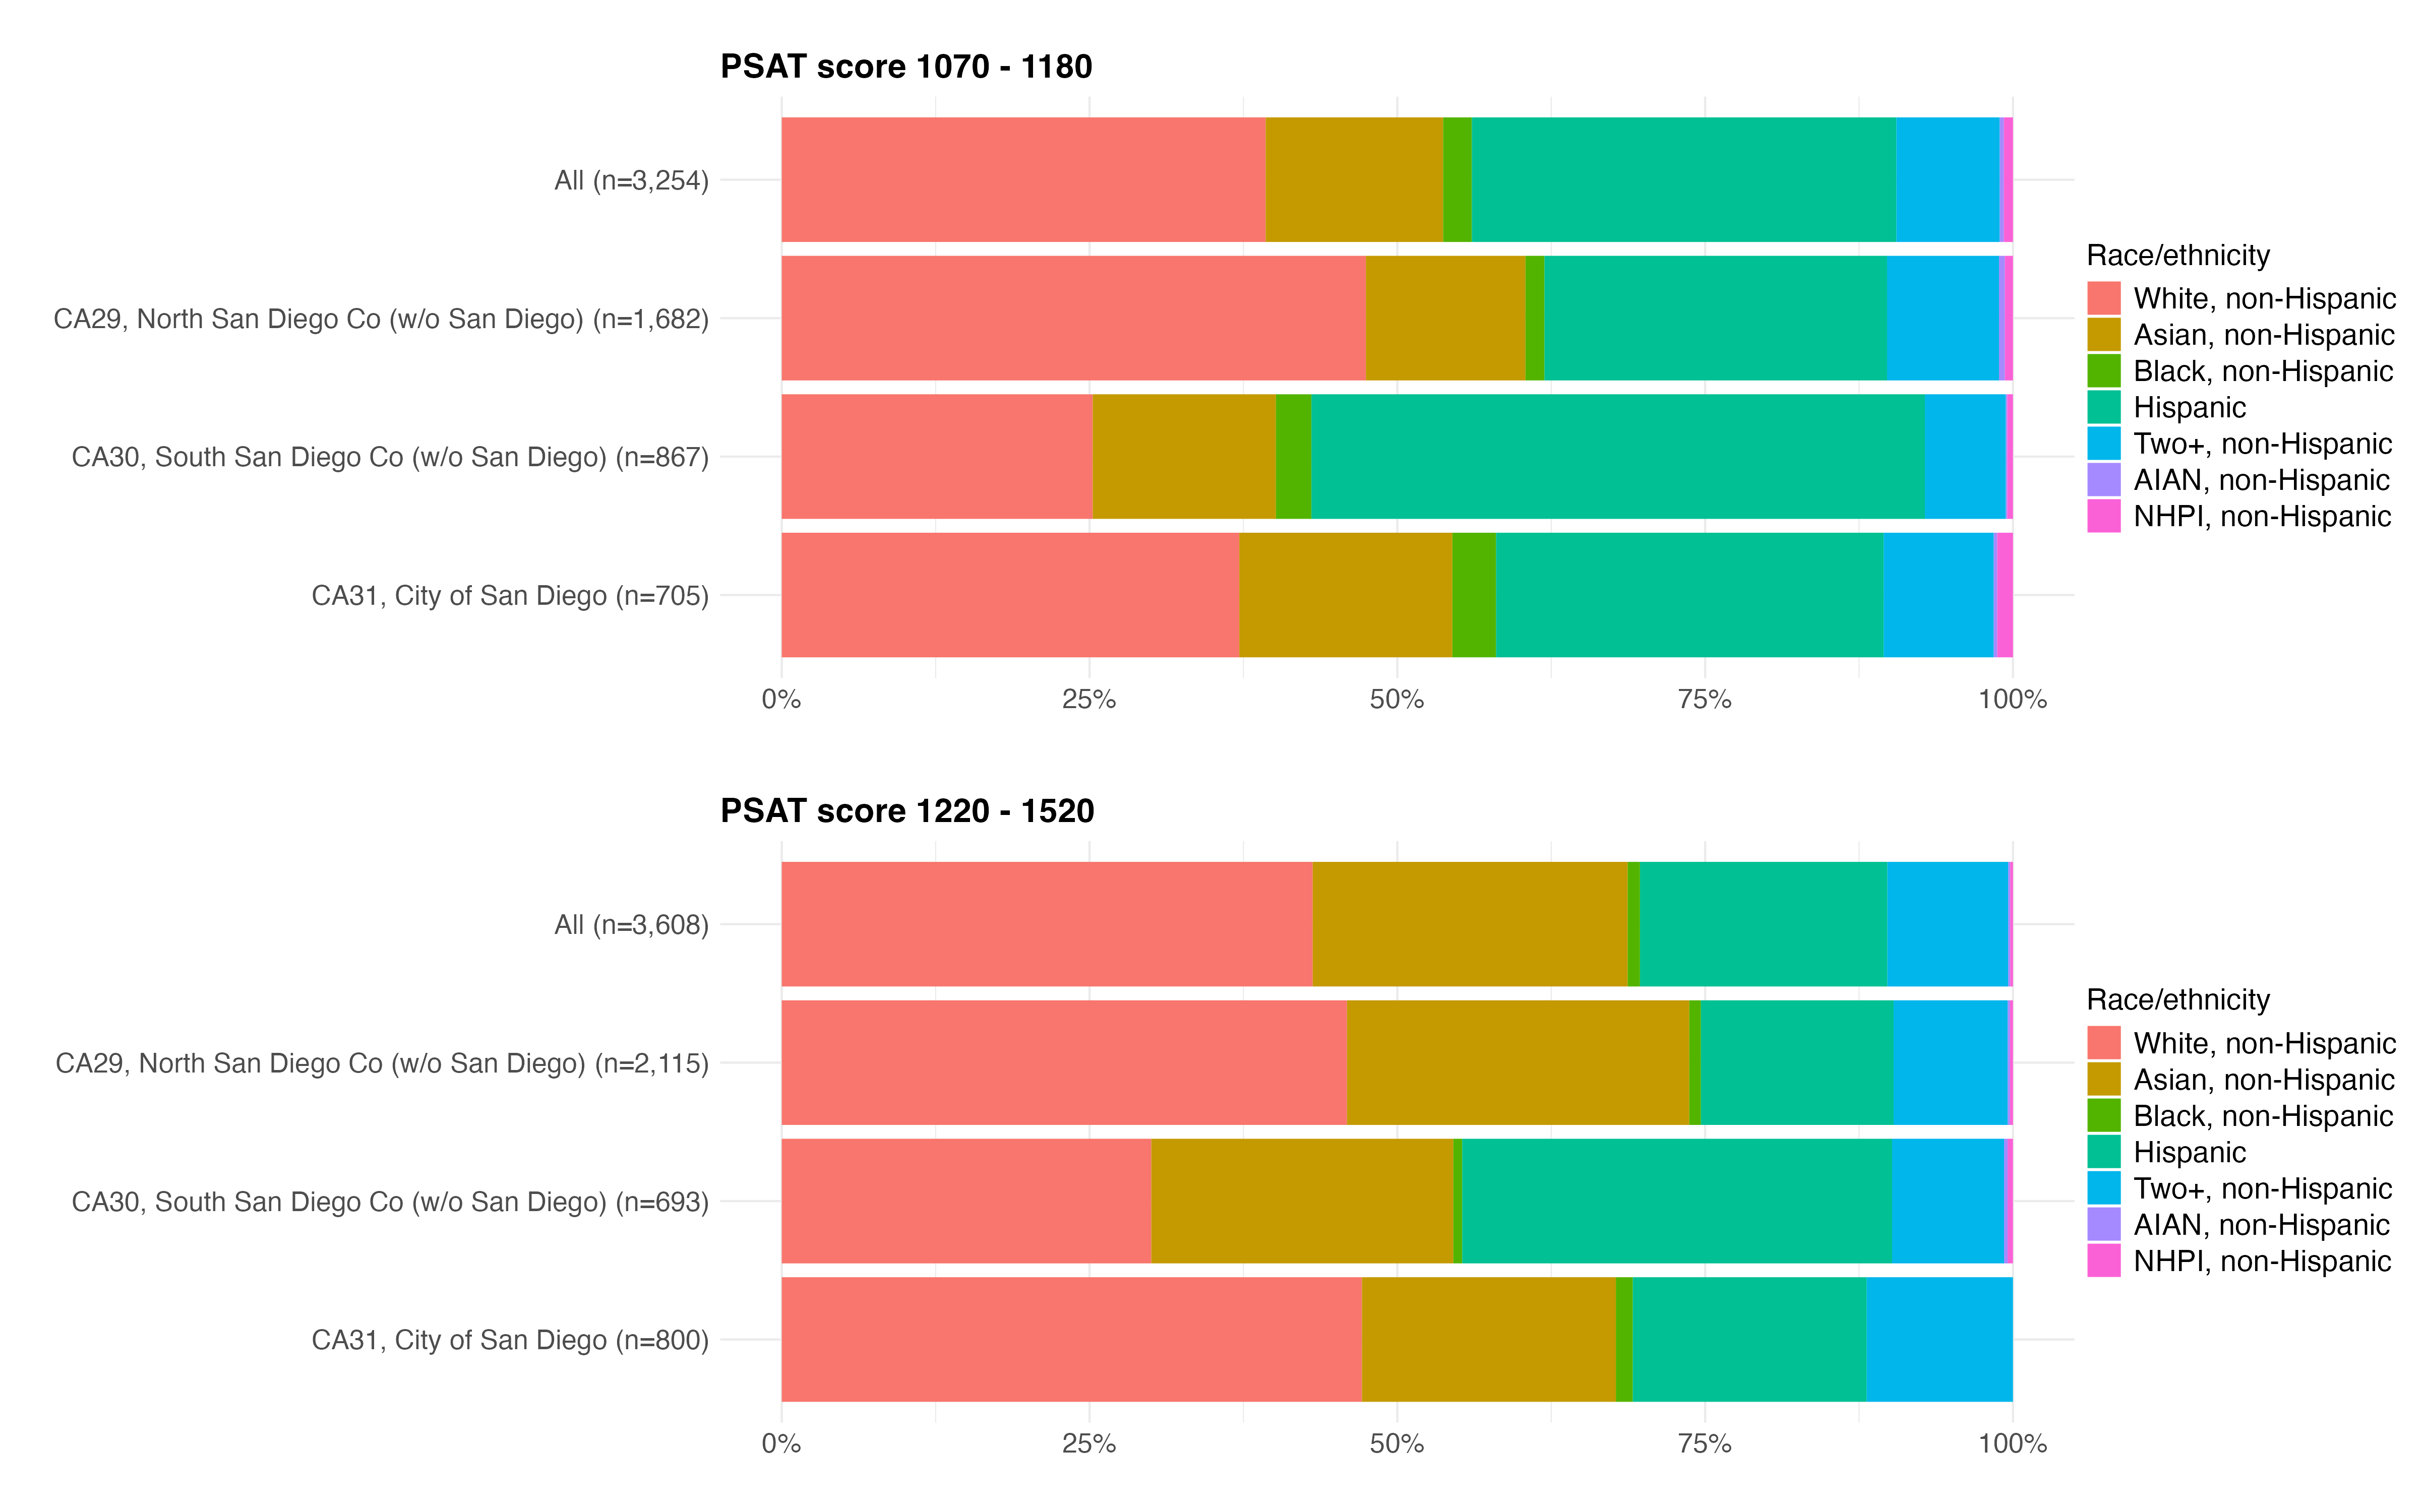 PSAT score 1070 - 1180
All (n=3,254)
CA29, North San Diego Co (w/o San Diego) (n=1,682)
CA30, South San Diego Co (w/o San Diego) (n=867)
CA31, City of San Diego (n=705)
0% 25% 50% 75% 100%
Race/ethnicity
White, non-Hispanic
Asian, non-Hispanic
Black, non-Hispanic
Hispanic
Two+, non-Hispanic
AIAN, non-Hispanic
NHPI, non-Hispanic
PSAT score 1220 - 1520
All (n=3,608)
CA29, North San Diego Co (w/o San Diego) (n=2,115)
CA30, South San Diego Co (w/o San Diego) (n=693)
CA31, City of San Diego (n=800)
0% 25% 50% 75% 100%
Race/ethnicity
White, non-Hispanic
Asian, non-Hispanic
Black, non-Hispanic
Hispanic
Two+, non-Hispanic
AIAN, non-Hispanic
NHPI, non-Hispanic